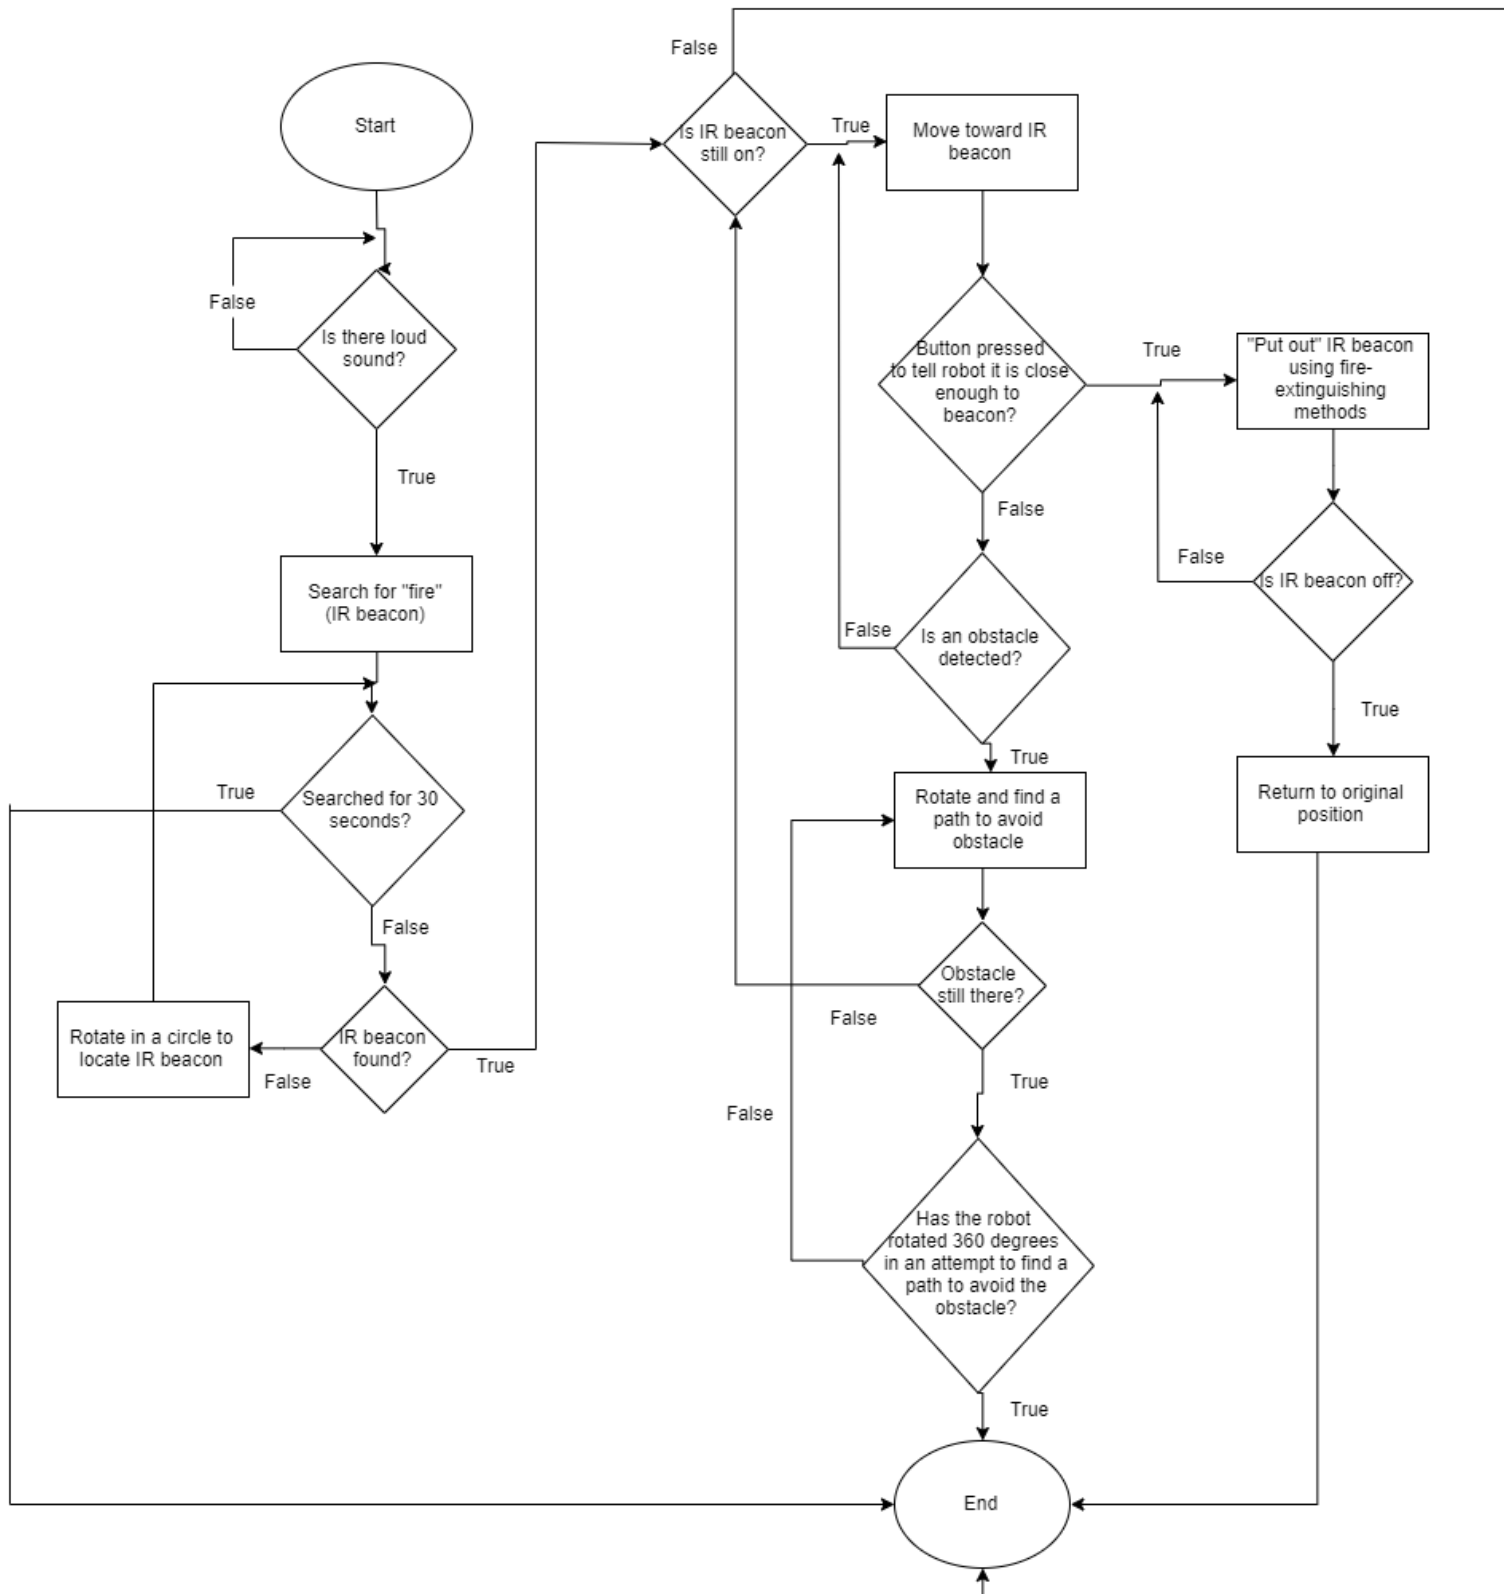 Start
False
Is there loud
sound?
True
Search for "fire"
(IR beacon)
True
Searched for 30
seconds?
False
Rotate in a circle to
locate IR beacon
False
IR beacon
found?
True
False
Is IR beacon
still on?
True
Move toward IR
beacon
Button pressed
to tell robot it is close
enough to
beacon?
True
"Put out" IR beacon
using fire-
extinguishing
methods
False
False
Is IR beacon off?
False
Is an obstacle
detected?
True
True
Rotate and find a
path to avoid
obstacle
Return to original
position
Obstacle
still there?
False
True
False
Has the robot
rotated 360 degrees
in an attempt to find a
path to avoid the
obstacle?
True
End